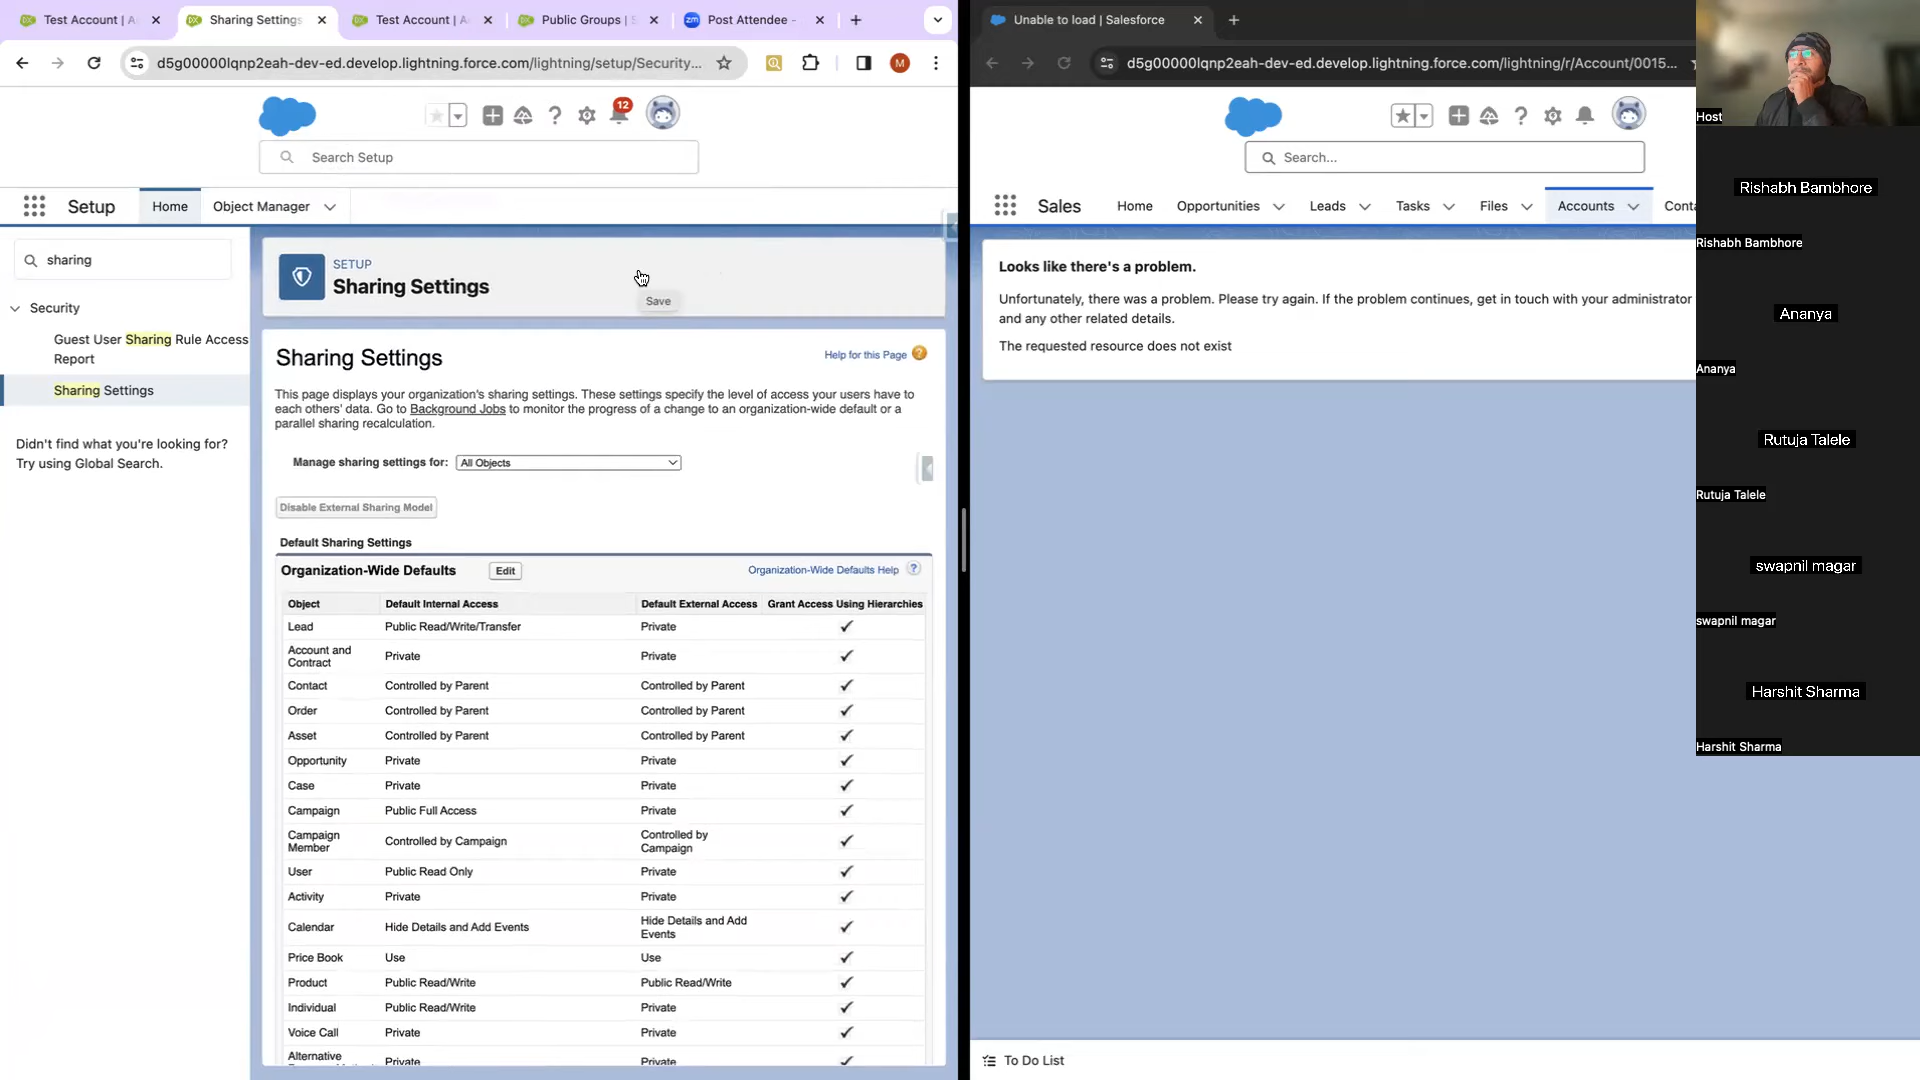 Test Account | A
Sharing Settings
Test Account | A
Public Groups | S
Post Attendee -
d5g00000lqnp2eah-dev-ed.develop.lightning.force.com/lightning/setup/Security...
M
12
Search Setup
Setup
Home
Object Manager
sharing
Security
Guest User Sharing Rule Access
Report
Sharing Settings
Didn't find what you're looking for?
Try using Global Search.
SETUP
Sharing Settings
Save
Sharing Settings
Help for this Page
This page displays your organization's sharing settings. These settings specify the level of access your users have to
each others' data. Go to Background Jobs to monitor the progress of a change to an organization-wide default or a
parallel sharing recalculation.
Manage sharing settings for: All Objects
Disable External Sharing Model
Default Sharing Settings
Organization-Wide Defaults Edit Organization-Wide Defaults Help ?
Object Default Internal Access Default External Access Grant Access Using Hierarchies
Lead Public Read/Write/Transfer Private
Account and
Contract Private Private
Contact Controlled by Parent Controlled by Parent
Order Controlled by Parent Controlled by Parent
Asset Controlled by Parent Controlled by Parent
Opportunity Private Private
Case Private Private
Campaign Public Full Access Private
Campaign
Member Controlled by Campaign Controlled by
Campaign
User Public Read Only Private
Activity Private Private
Calendar Hide Details and Add Events Hide Details and Add
Events
Price Book Use Use
Product Public Read/Write Public Read/Write
Individual Public Read/Write Private
Voice Call Private Private
Alternative Private Private
Unable to load | Salesforce
d5g00000lqnp2eah-dev-ed.develop.lightning.force.com/lightning/r/Account/0015...
Search...
Sales
Home
Opportunities
Leads
Tasks
Files
Accounts
Conta
Looks like there's a problem.
Unfortunately, there was a problem. Please try again. If the problem continues, get in touch with your administrator
and any other related details.
The requested resource does not exist
To Do List
Host
Rishabh Bambhore
Rishabh Bambhore
Ananya
Ananya
Rutuja Talele
Rutuja Talele
swapnil magar
swapnil magar
Harshit Sharma
Harshit Sharma